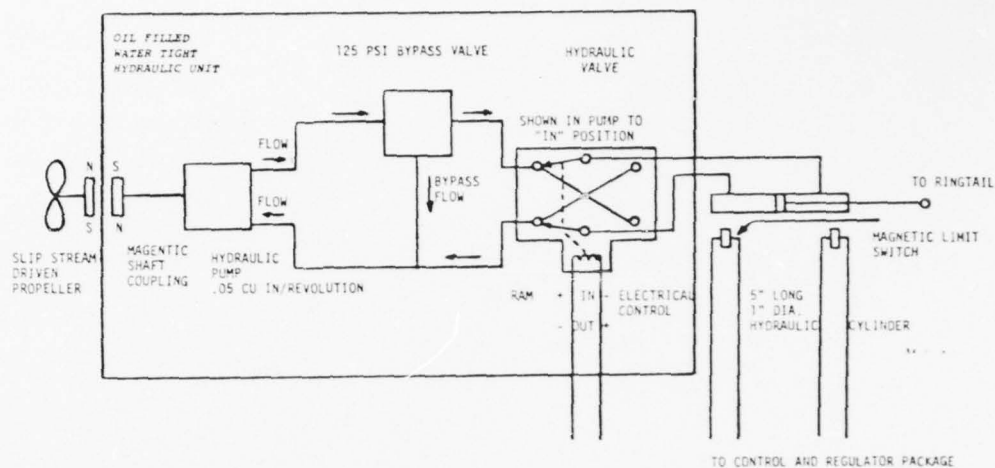 OIL FILLED
WATER TIGHT
HYDRAULIC UNIT
125 PSI BYPASS VALVE
HYDRAULIC
VALVE
SHOWN IN PUMP TO
"IN" POSITION
FLOW
FLOW
BYPASS
FLOW
N S
S N
TO RINGTAIL
MAGNETIC LIMIT
SWITCH
SLIP STREAM
DRIVEN
PROPELLER
MAGENTIC
SHAFT
COUPLING
HYDRAULIC
PUMP
.05 CU IN/REVOLUTION
RAM + IN - ELECTRICAL
CONTROL
- OUT +
5" LONG
1" DIA.
HYDRAULIC CYLINDER
TO CONTROL AND REGULATOR PACKAGE